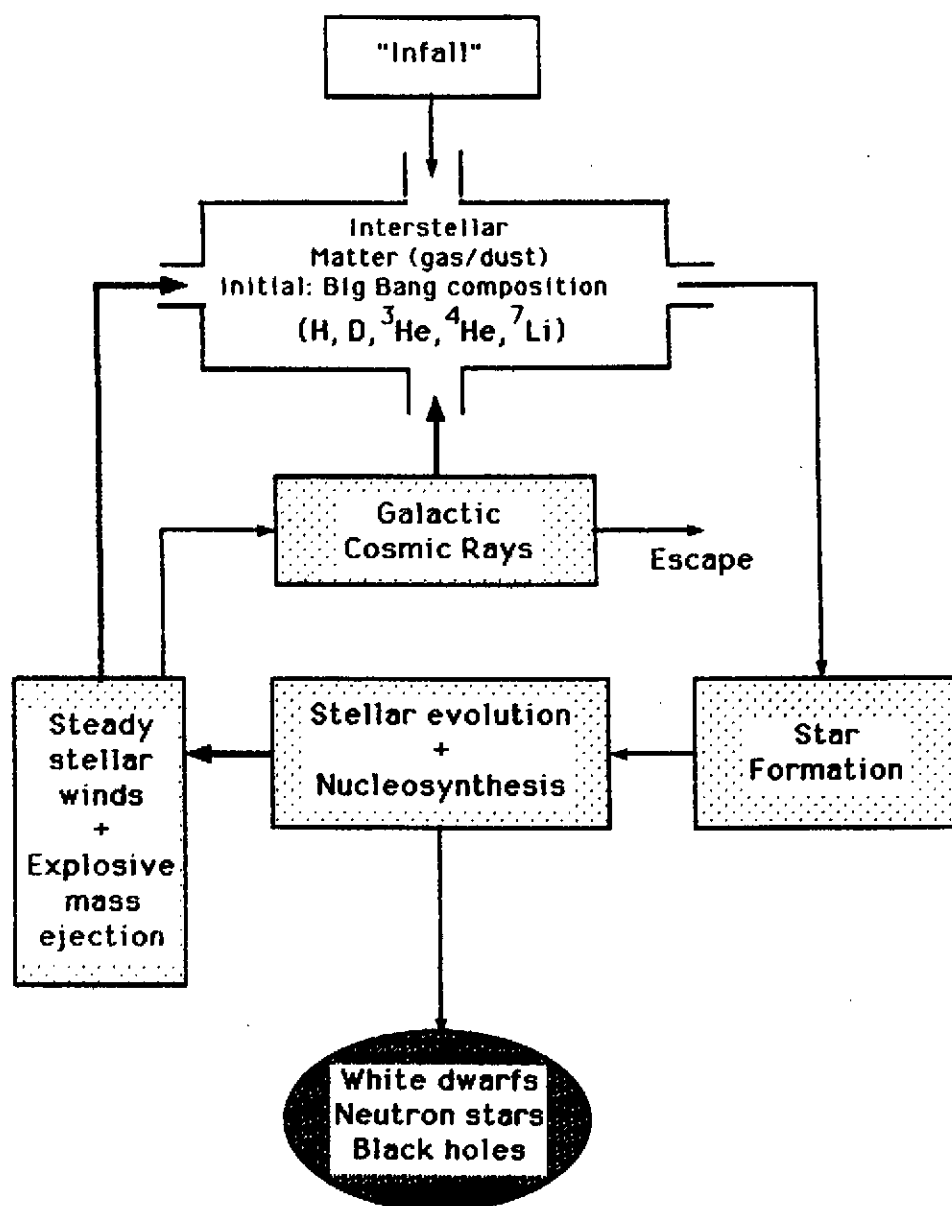 "Infall"
Interstellar
Matter (gas/dust)
Initial: Big Bang composition
(H, D, ³He, ⁴He, ⁷Li)
Galactic
Cosmic Rays
Escape
Steady
stellar
winds
+
Explosive
mass
ejection
Stellar evolution
+
Nucleosynthesis
Star
Formation
White dwarfs
Neutron stars
Black holes